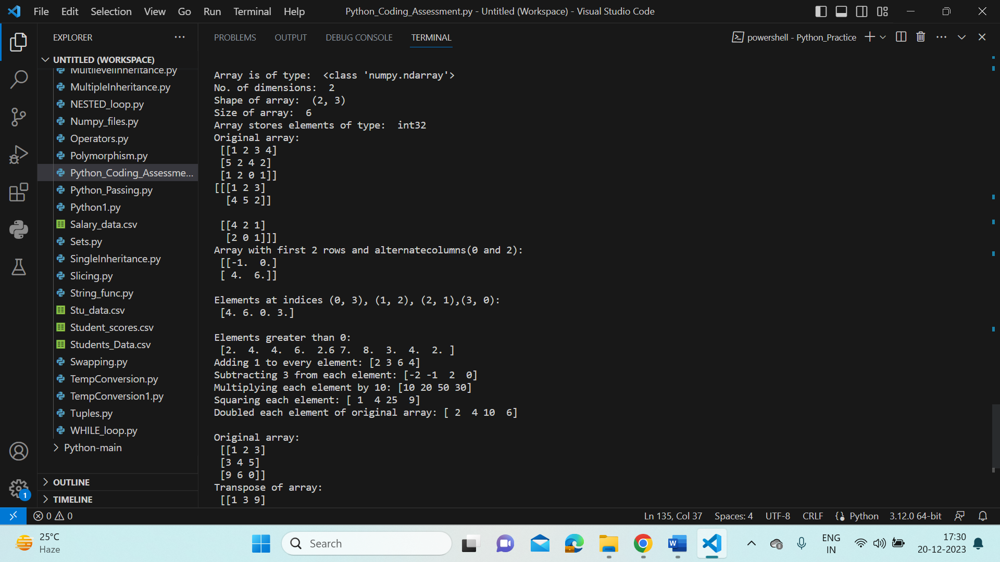 File Edit Selection View Go Run Terminal Help Python_Coding_Assessment.py - Untitled (Workspace) - Visual Studio Code
EXPLORER
UNTITLED (WORKSPACE)
MultilevelInheritance.py
MultipleInheritance.py
NESTED_loop.py
Numpy_files.py
Operators.py
Polymorphism.py
Python_Coding_Assessme...
Python_Passing.py
Python1.py
Salary_data.csv
Sets.py
SingleInheritance.py
Slicing.py
String_func.py
Stu_data.csv
Student_scores.csv
Students_Data.csv
Swapping.py
TempConversion.py
TempConversion1.py
Tuples.py
WHILE_loop.py
Python-main
OUTLINE
TIMELINE
PROBLEMS OUTPUT DEBUG CONSOLE TERMINAL powershell - Python_Practice
Array is of type:  <class 'numpy.ndarray'>
No. of dimensions:  2
Shape of array:  (2, 3)
Size of array:  6
Array stores elements of type:  int32
Original array:
 [[1 2 3 4]
 [5 2 4 2]
 [1 2 0 1]]
[[[1 2 3]
  [4 5 2]]
 [[4 2 1]
  [2 0 1]]]
Array with first 2 rows and alternatecolumns(0 and 2):
 [[-1.  0.]
 [ 4.  6.]]
Elements at indices (0, 3), (1, 2), (2, 1),(3, 0):
 [4. 6. 0. 3.]
Elements greater than 0:
 [2.  4.  4.  6.  2.6 7.  8.  3.  4.  2. ]
Adding 1 to every element: [2 3 6 4]
Subtracting 3 from each element: [-2 -1  2  0]
Multiplying each element by 10: [10 20 50 30]
Squaring each element: [ 1  4 25  9]
Doubled each element of original array: [ 2  4 10  6]
Original array:
 [[1 2 3]
 [3 4 5]
 [9 6 0]]
Transpose of array:
 [[1 3 9]
1
0 0 Ln 135, Col 37 Spaces: 4 UTF-8 CRLF Python 3.12.0 64-bit
25°C
Haze
Search
W
ENG
IN
17:30
20-12-2023